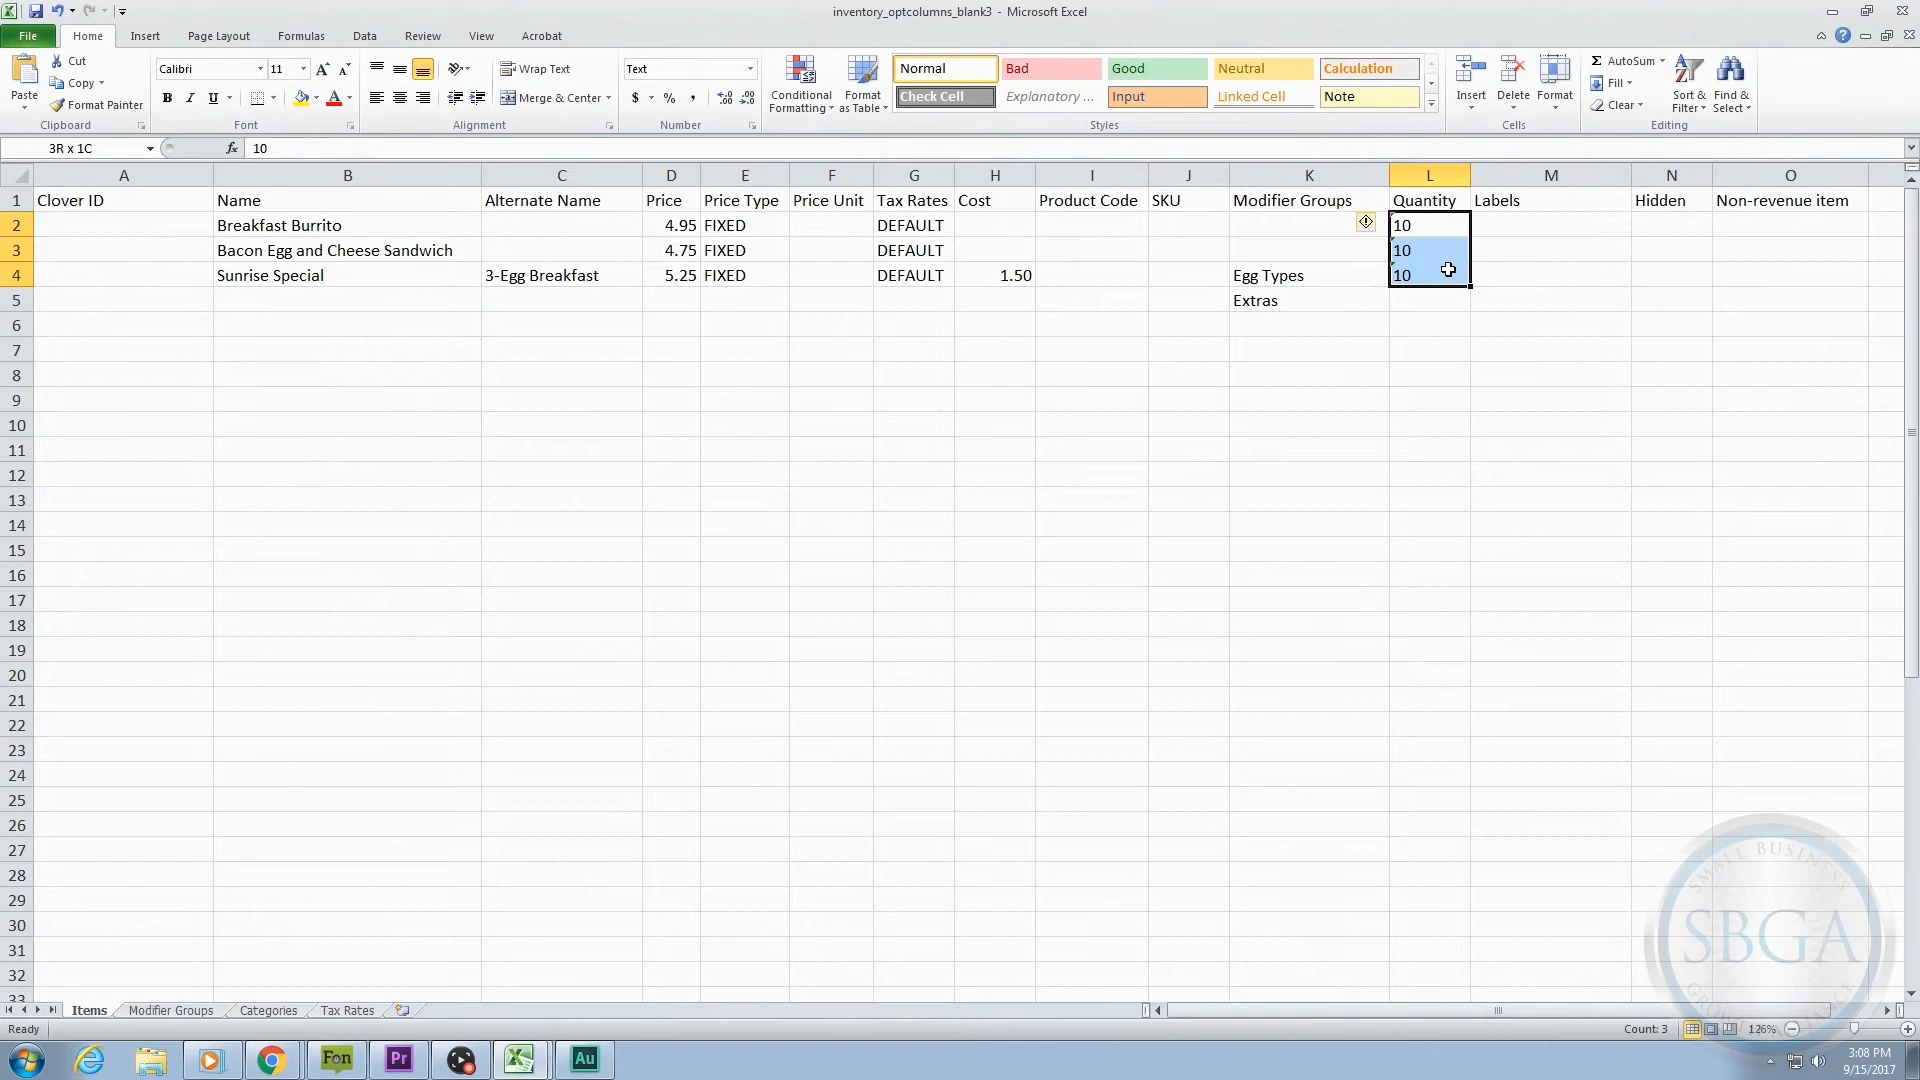 inventory_optcolumns_blank3 - Microsoft Excel
File Home Insert Page Layout Formulas Data Review View Acrobat
Paste
Cut
Copy
Format Painter
Clipboard
Calibri 11
B I U
Font
Wrap Text
Merge & Center
Alignment
Text
$ % ,
Number
Conditional Formatting
Format as Table
Normal Bad Good Neutral Calculation
Check Cell Explanatory ... Input Linked Cell Note
Styles
Insert Delete Format
Cells
Σ AutoSum
Fill
Clear
Sort & Filter
Find & Select
Editing
3R x 1C fx 10
A B C D E F G H I J K L M N O
1 Clover ID Name Alternate Name Price Price Type Price Unit Tax Rates Cost Product Code SKU Modifier Groups Quantity Labels Hidden Non-revenue item
2 Breakfast Burrito 4.95 FIXED DEFAULT 10
3 Bacon Egg and Cheese Sandwich 4.75 FIXED DEFAULT 10
4 Sunrise Special 3-Egg Breakfast 5.25 FIXED DEFAULT 1.50 Egg Types 10
5 Extras
6
7
8
9
10
11
12
13
14
15
16
17
18
19
20
21
22
23
24
25
26
27
28
29
30
31
32
33
SMALL BUSINESS
SBGA
Items Modifier Groups Categories Tax Rates
Ready Count: 3 126%
Fon Pr Au
3:08 PM
9/15/2017